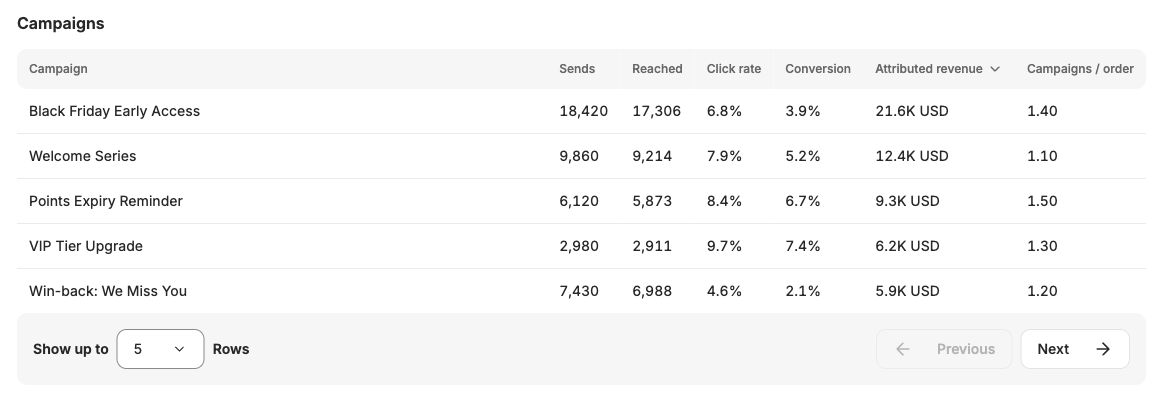 Campaigns
Campaign Sends Reached Click rate Conversion Attributed revenue Campaigns / order
Black Friday Early Access 18,420 17,306 6.8% 3.9% 21.6K USD 1.40
Welcome Series 9,860 9,214 7.9% 5.2% 12.4K USD 1.10
Points Expiry Reminder 6,120 5,873 8.4% 6.7% 9.3K USD 1.50
VIP Tier Upgrade 2,980 2,911 9.7% 7.4% 6.2K USD 1.30
Win-back: We Miss You 7,430 6,988 4.6% 2.1% 5.9K USD 1.20
Show up to 5 Rows Previous Next